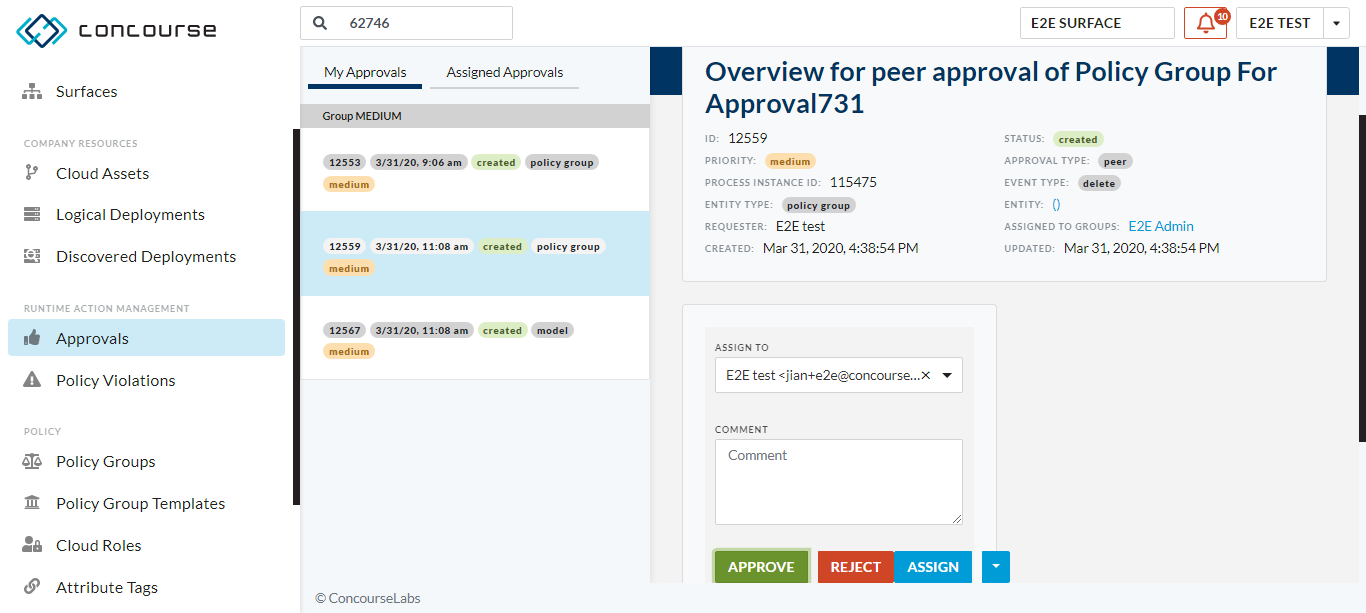 concourse
62746
E2E SURFACE
10
E2E TEST
Surfaces
COMPANY RESOURCES
Cloud Assets
Logical Deployments
Discovered Deployments
RUNTIME ACTION MANAGEMENT
Approvals
Policy Violations
POLICY
Policy Groups
Policy Group Templates
Cloud Roles
Attribute Tags
My Approvals
Assigned Approvals
Group MEDIUM
12553 3/31/20, 9:06 am created policy group
medium
12559 3/31/20, 11:08 am created policy group
medium
12567 3/31/20, 11:08 am created model
medium
Overview for peer approval of Policy Group For
Approval731
ID: 12559
STATUS: created
PRIORITY: medium
APPROVAL TYPE: peer
PROCESS INSTANCE ID: 115475
EVENT TYPE: delete
ENTITY TYPE: policy group
ENTITY: ()
REQUESTER: E2E test
ASSIGNED TO GROUPS: E2E Admin
CREATED: Mar 31, 2020, 4:38:54 PM
UPDATED: Mar 31, 2020, 4:38:54 PM
ASSIGN TO
E2E test <jian+e2e@concourse...
COMMENT
Comment
APPROVE
REJECT
ASSIGN
© ConcourseLabs